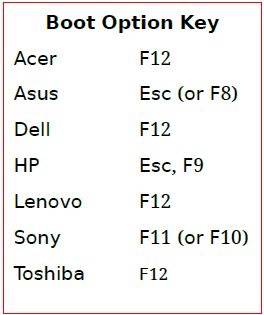 Boot Option Key
Acer F12
Asus Esc (or F8)
Dell F12
HP Esc, F9
Lenovo F12
Sony F11 (or F10)
Toshiba F12